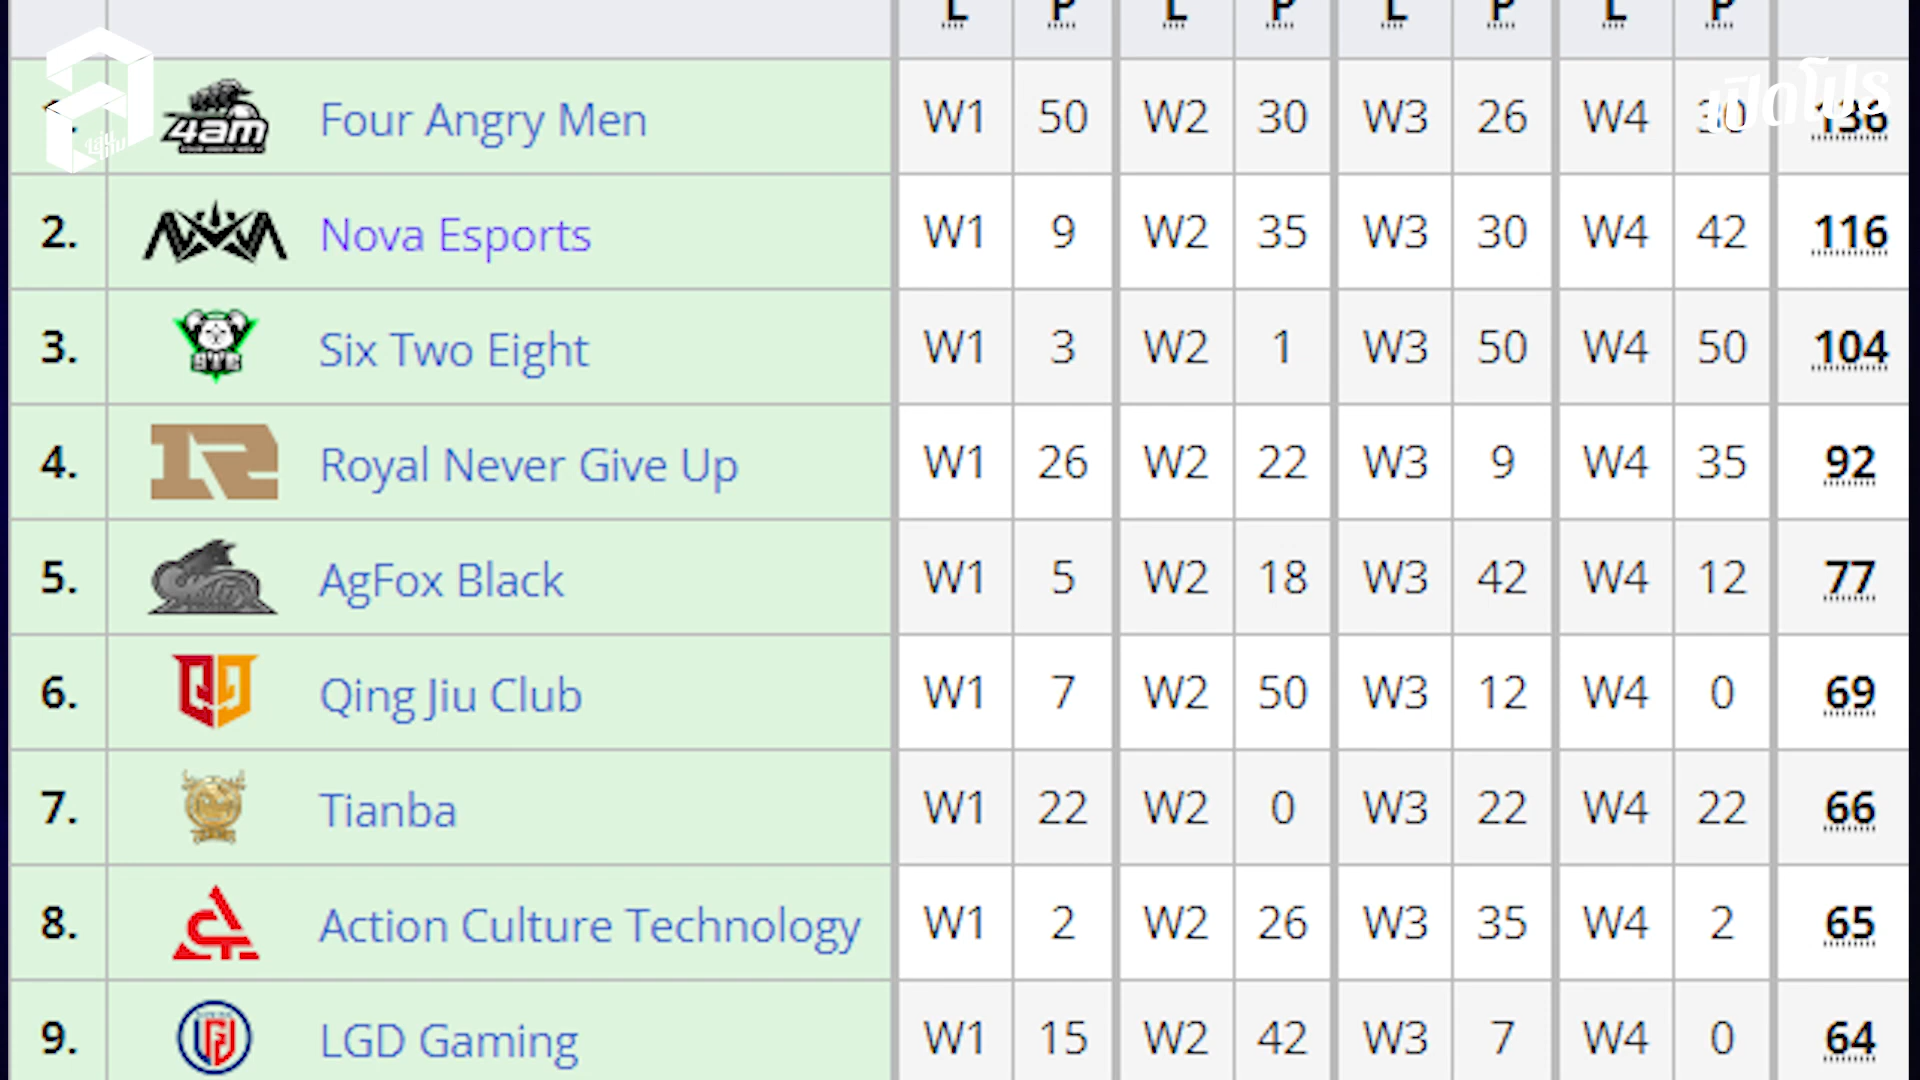 L P L P L P L P
4am Four Angry Men W1 50 W2 30 W3 26 W4 30 136
2. Nova Esports W1 9 W2 35 W3 30 W4 42 116
3. Six Two Eight W1 3 W2 1 W3 50 W4 50 104
4. Royal Never Give Up W1 26 W2 22 W3 9 W4 35 92
5. AgFox Black W1 5 W2 18 W3 42 W4 12 77
6. Qing Jiu Club W1 7 W2 50 W3 12 W4 0 69
7. Tianba W1 22 W2 0 W3 22 W4 22 66
8. Action Culture Technology W1 2 W2 26 W3 35 W4 2 65
9. LGD Gaming W1 15 W2 42 W3 7 W4 0 64